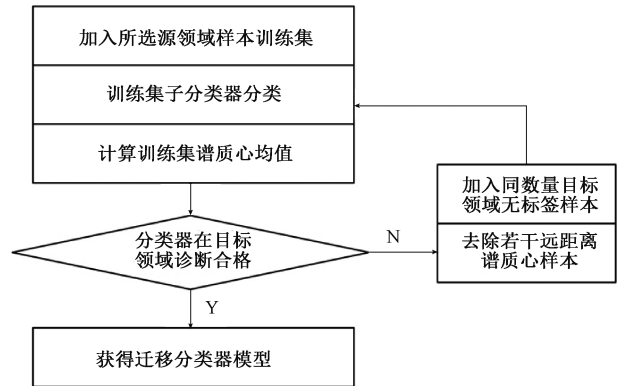 加入所选源领域样本训练集
训练集子分类器分类
计算训练集谱质心均值
分类器在目标
领域诊断合格
N
加入同数量目标
领域无标签样本
去除若干远距离
谱质心样本
Y
获得迁移分类器模型